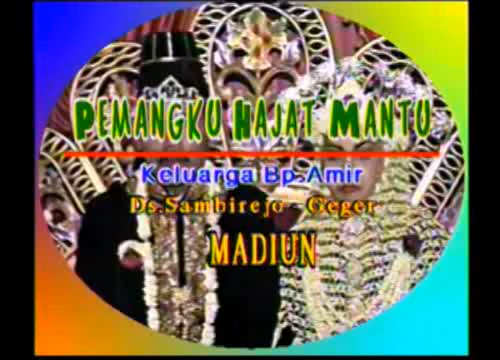 PEMANGKU HAJAT MANTU
Keluarga Bp.Amir
Ds.Sambirejo - Geger
MADIUN